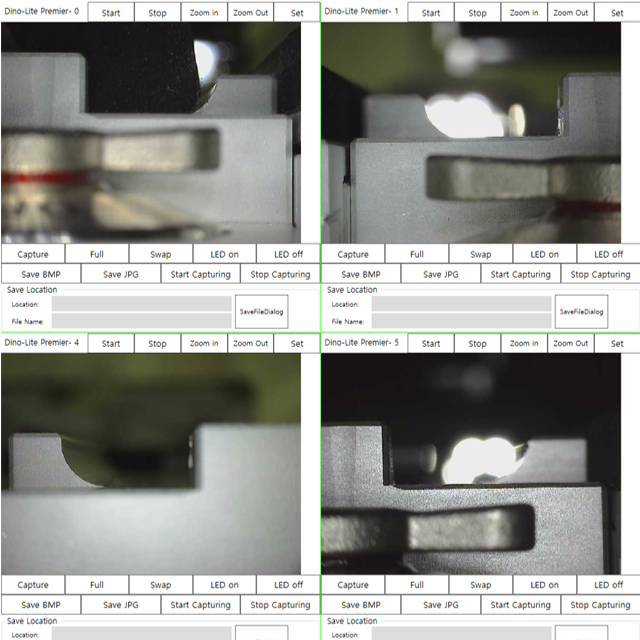 Dino-Lite Premier- 0 Start Stop Zoom in Zoom Out Set
Dino-Lite Premier- 1 Start Stop Zoom in Zoom Out Set
Capture Full Swap LED on LED off
Capture Full Swap LED on LED off
Save BMP Save JPG Start Capturing Stop Capturing
Save BMP Save JPG Start Capturing Stop Capturing
Save Location
Save Location
Location:
Location:
SaveFileDialog
SaveFileDialog
File Name:
File Name:
Dino-Lite Premier- 4 Start Stop Zoom in Zoom Out Set
Dino-Lite Premier- 5 Start Stop Zoom in Zoom Out Set
Capture Full Swap LED on LED off
Capture Full Swap LED on LED off
Save BMP Save JPG Start Capturing Stop Capturing
Save BMP Save JPG Start Capturing Stop Capturing
Save Location
Save Location
Location:
Location: